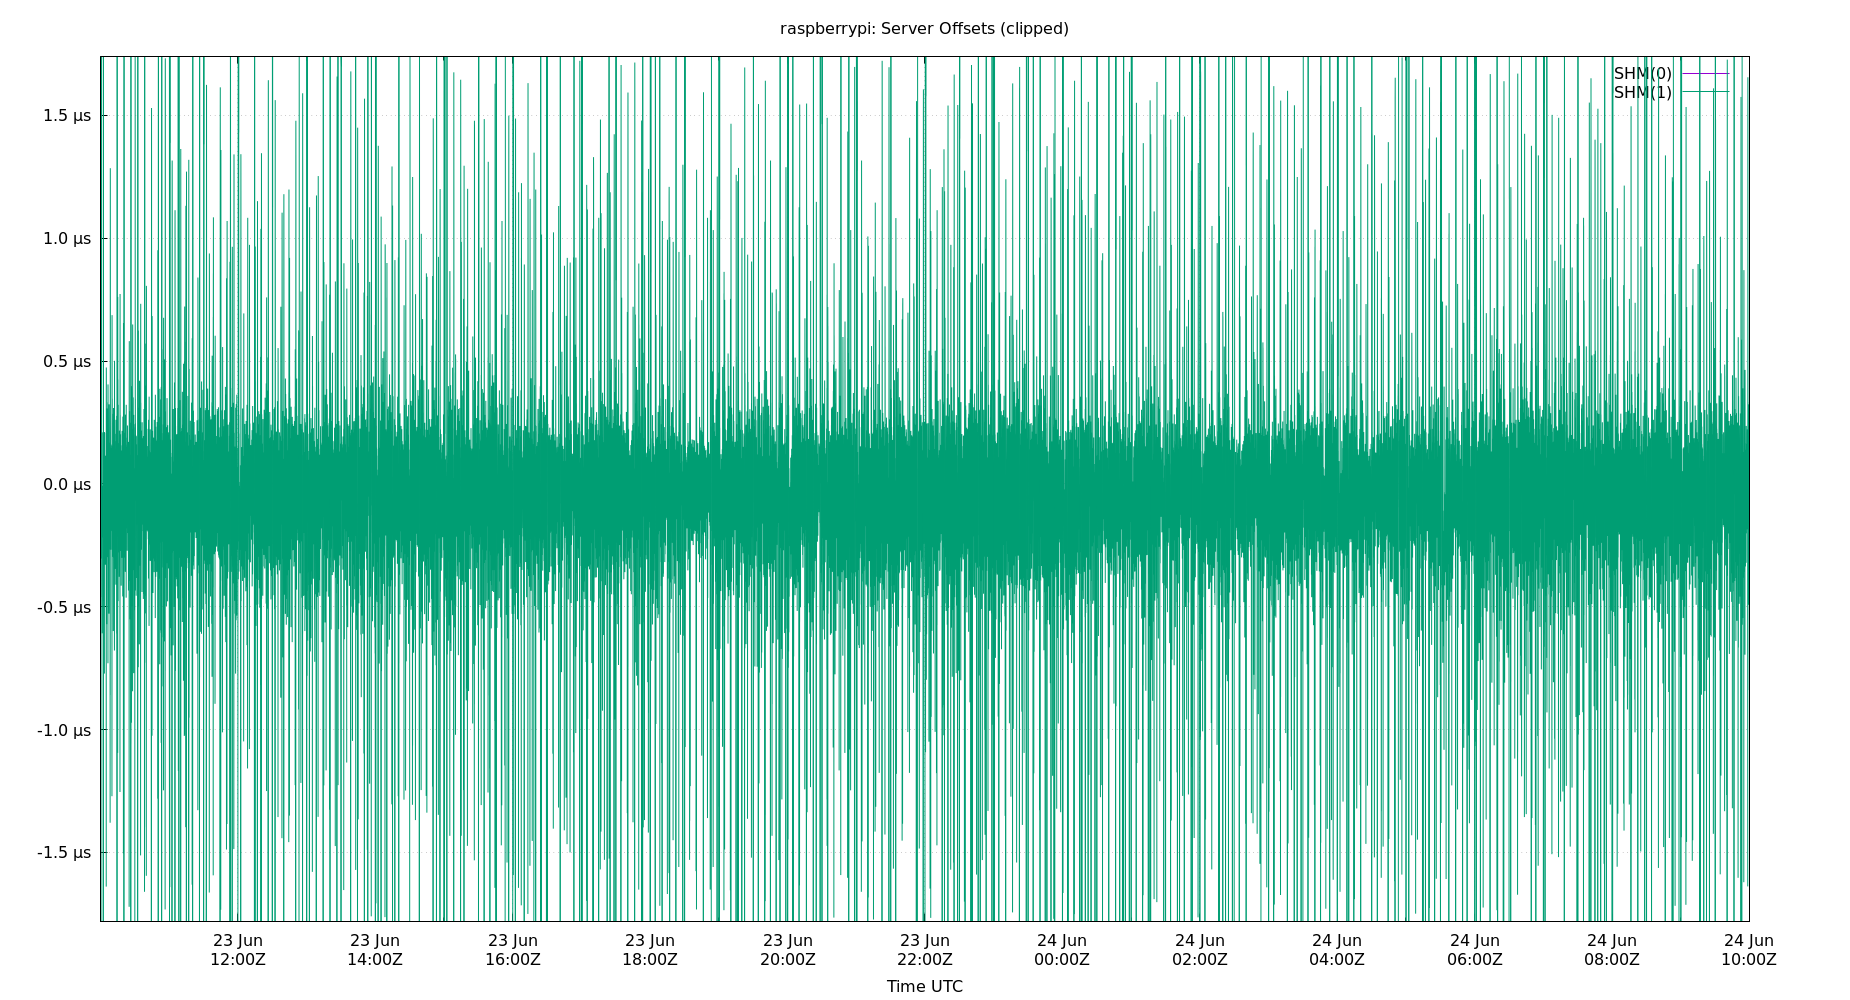 raspberrypi: Server Offsets (clipped)
SHM(0)
SHM(1)
1.5 µs
1.0 µs
0.5 µs
0.0 µs
-0.5 µs
-1.0 µs
-1.5 µs
23 Jun 23 Jun 23 Jun 23 Jun 23 Jun 23 Jun 24 Jun 24 Jun 24 Jun 24 Jun 24 Jun 24 Jun
12:00Z 14:00Z 16:00Z 18:00Z 20:00Z 22:00Z 00:00Z 02:00Z 04:00Z 06:00Z 08:00Z 10:00Z
Time UTC